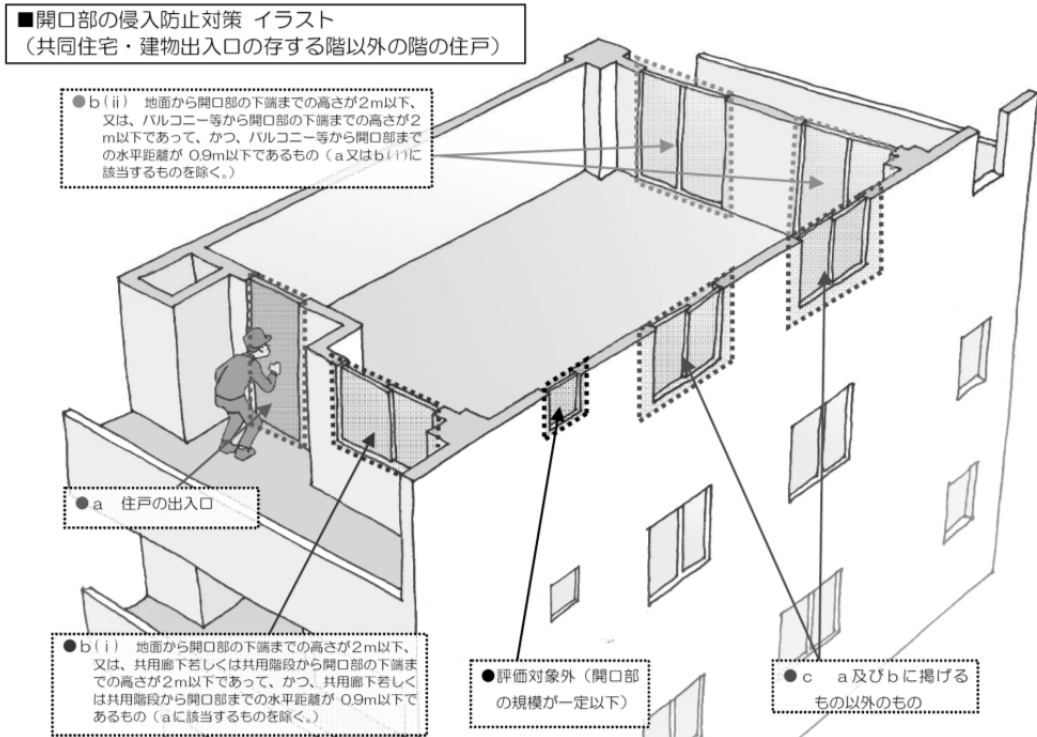 ■開口部の侵入防止対策 イラスト
（共同住宅・建物出入口の存する階以外の階の住戸）
●b(ⅱ) 地面から開口部の下端までの高さが2m以下、
又は、バルコニー等から開口部の下端までの高さが2
m以下であって、かつ、バルコニー等から開口部まで
の水平距離が 0.9m以下であるもの（a又はb(ⅰ)に
該当するものを除く。）
●a 住戸の出入口
●b(ⅰ) 地面から開口部の下端までの高さが2m以下、
又は、共用廊下若しくは共用階段から開口部の下端ま
での高さが2m以下であって、かつ、共用廊下若しく
は共用階段から開口部までの水平距離が 0.9m以下で
あるもの（aに該当するものを除く。）
●評価対象外（開口部
の規模が一定以下）
●c a及びbに掲げる
もの以外のもの